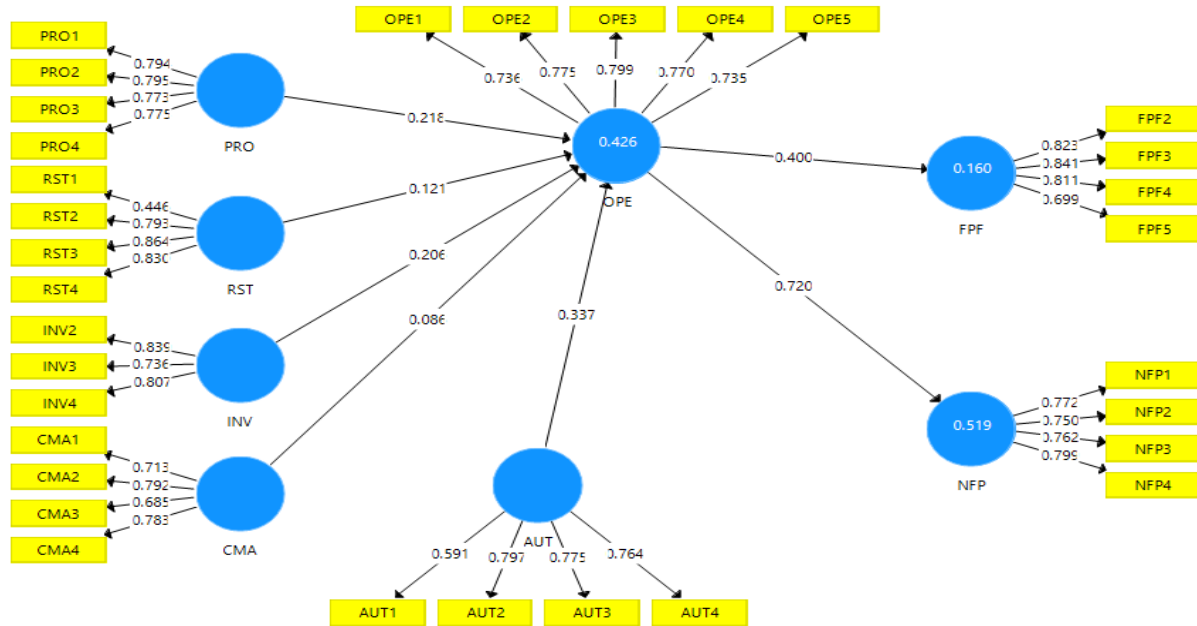 OPE1 OPE2 OPE3 OPE4 OPE5
0.736 0.775 0.799 0.770 0.735
PRO1
PRO2
PRO3
PRO4
0.794
0.795
0.773
0.775
PRO
0.218
RST1
RST2
RST3
RST4
0.446
0.793
0.864
0.830
RST
0.121
INV2
INV3
INV4
0.839
0.736
0.807
INV
0.206
CMA1
CMA2
CMA3
CMA4
0.713
0.792
0.685
0.783
CMA
0.086
0.426
OPE
0.337
AUT
0.591 0.797 0.775 0.764
AUT1 AUT2 AUT3 AUT4
0.400
0.160
FPF
0.823
0.841
0.811
0.699
FPF2
FPF3
FPF4
FPF5
0.720
0.519
NFP
0.772
0.750
0.762
0.799
NFP1
NFP2
NFP3
NFP4